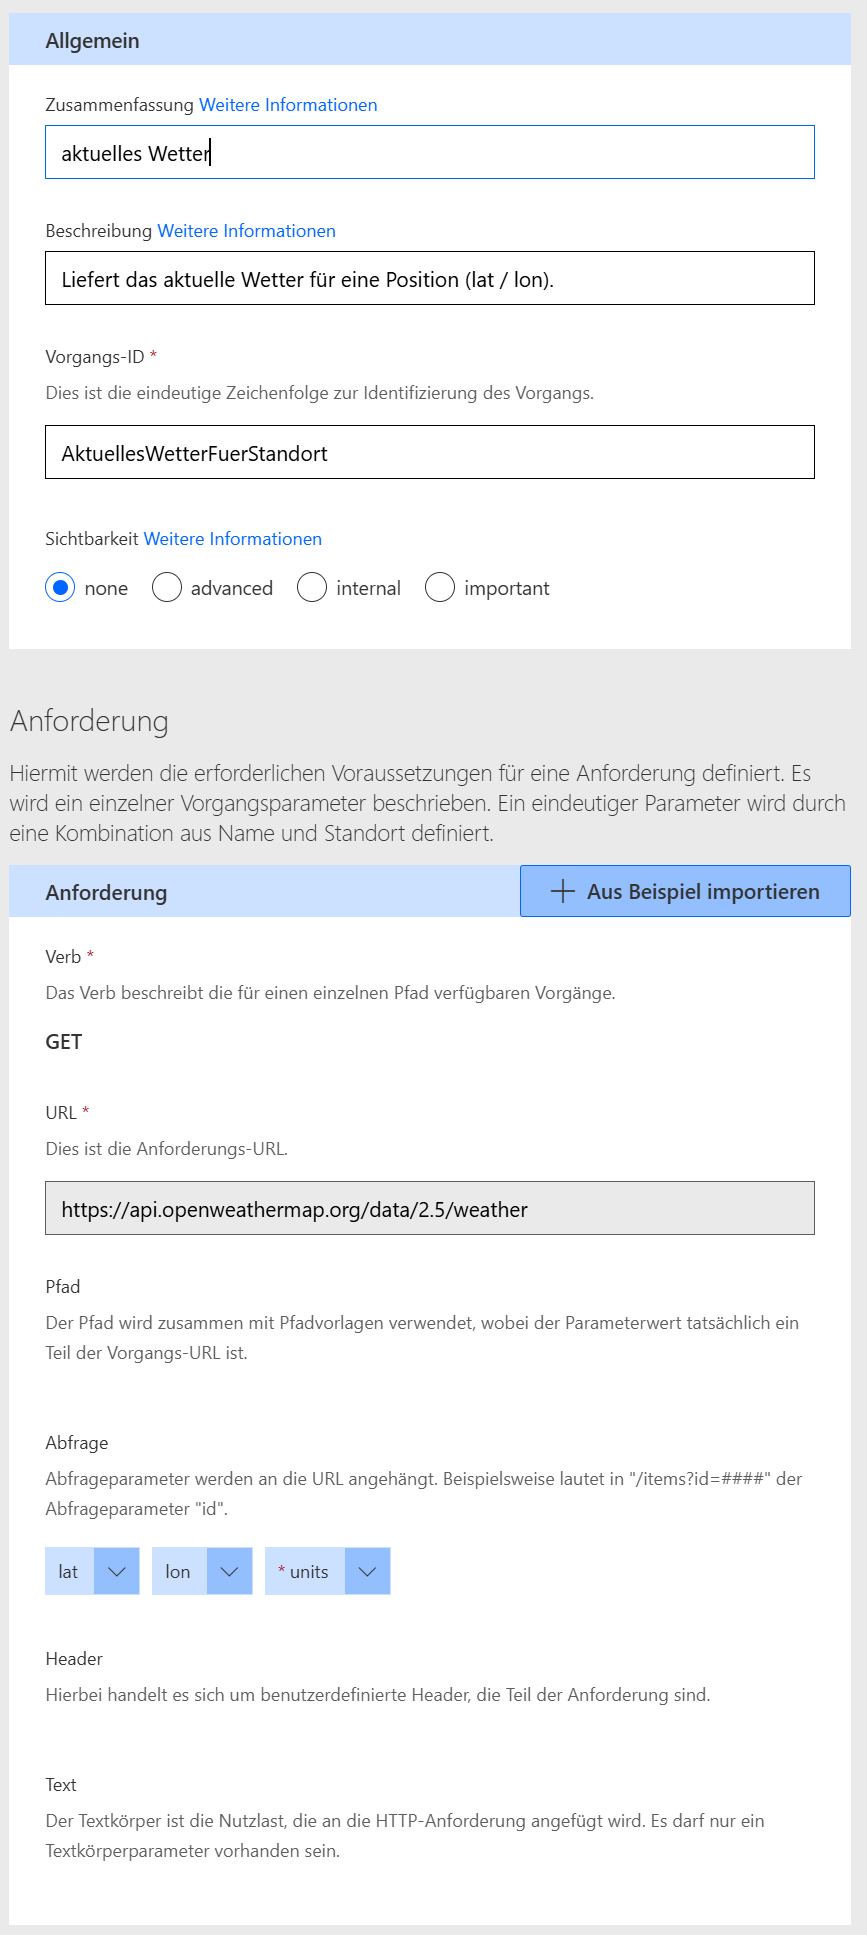 Allgemein
Zusammenfassung Weitere Informationen
aktuelles Wetter
Beschreibung Weitere Informationen
Liefert das aktuelle Wetter für eine Position (lat / lon).
Vorgangs-ID *
Dies ist die eindeutige Zeichenfolge zur Identifizierung des Vorgangs.
AktuellesWetterFuerStandort
Sichtbarkeit Weitere Informationen
none advanced internal important
Anforderung
Hiermit werden die erforderlichen Voraussetzungen für eine Anforderung definiert. Es
wird ein einzelner Vorgangsparameter beschrieben. Ein eindeutiger Parameter wird durch
eine Kombination aus Name und Standort definiert.
Anforderung Aus Beispiel importieren
Verb *
Das Verb beschreibt die für einen einzelnen Pfad verfügbaren Vorgänge.
GET
URL *
Dies ist die Anforderungs-URL.
https://api.openweathermap.org/data/2.5/weather
Pfad
Der Pfad wird zusammen mit Pfadvorlagen verwendet, wobei der Parameterwert tatsächlich ein
Teil der Vorgangs-URL ist.
Abfrage
Abfrageparameter werden an die URL angehängt. Beispielsweise lautet in "/items?id=####" der
Abfrageparameter "id".
lat lon * units
Header
Hierbei handelt es sich um benutzerdefinierte Header, die Teil der Anforderung sind.
Text
Der Textkörper ist die Nutzlast, die an die HTTP-Anforderung angefügt wird. Es darf nur ein
Textkörperparameter vorhanden sein.